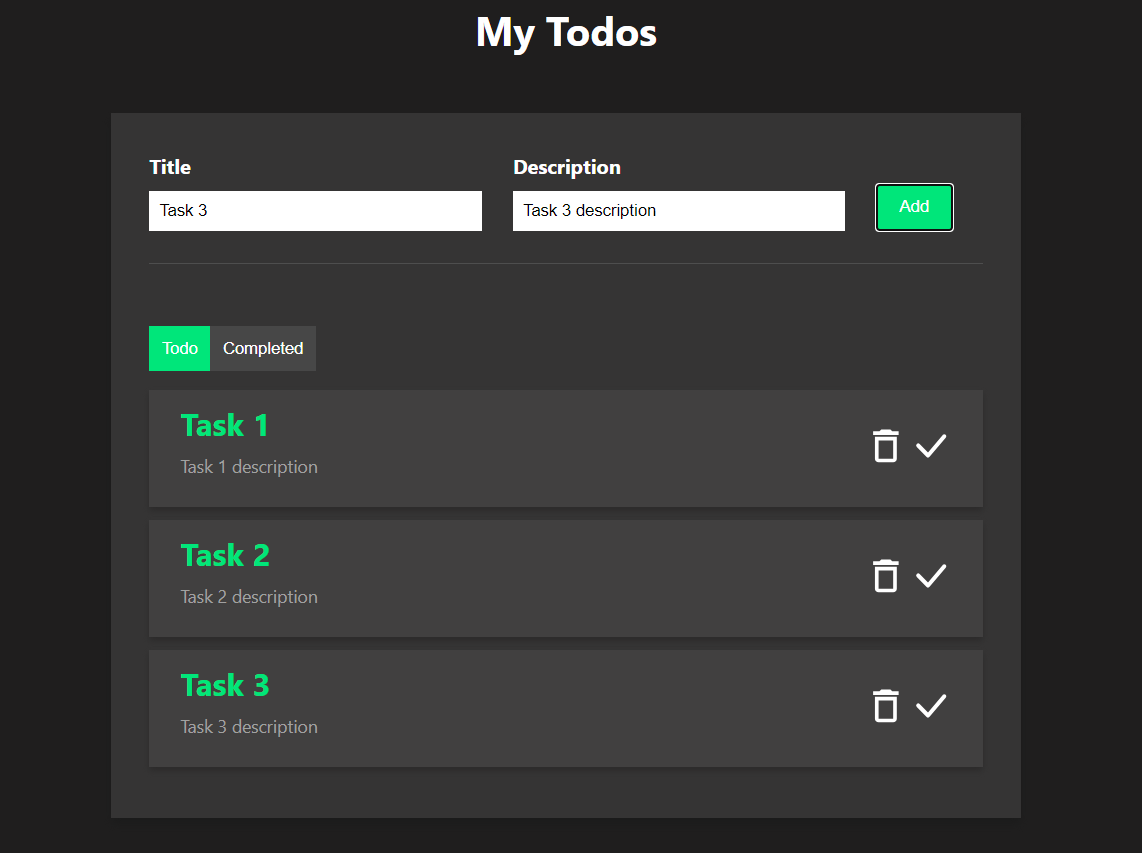 My Todos
Title
Description
Task 3
Task 3 description
Add
Todo
Completed
Task 1
Task 1 description
Task 2
Task 2 description
Task 3
Task 3 description